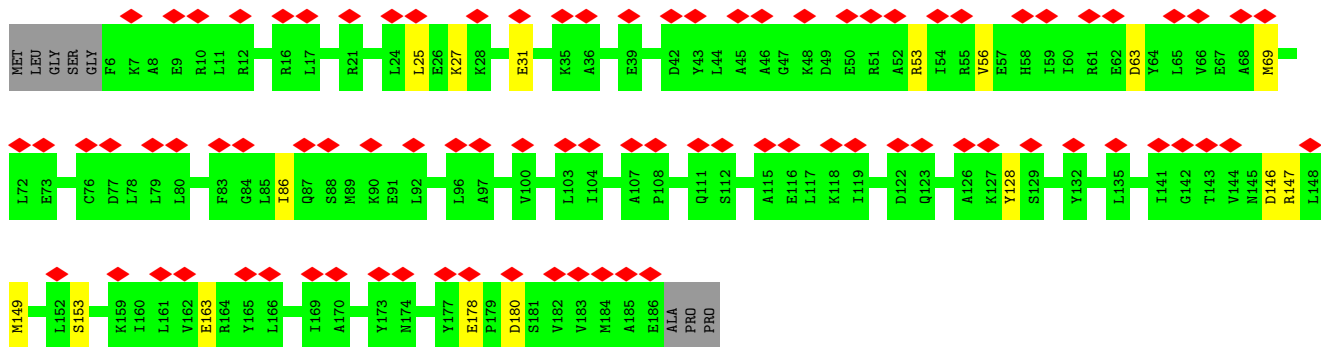 MET LEU GLY SER GLY F6 K7 A8 E9 R10 L11 R12 R16 L17 R21 L24 L25 E26 K27 K28 E31 K35 A36 E39 D42 Y43 L44 A45 A46 G47 K48 D49 E50 R51 A52 R53 I54 R55 V56 E57 H58 I59 I60 R61 E62 D63 Y64 L65 V66 E67 A68 M69
L72 E73 C76 D77 L78 L79 L80 F83 G84 L85 I86 Q87 S88 M89 K90 E91 L92 L96 A97 V100 L103 I104 A107 P108 Q111 S112 A115 E116 L117 K118 I119 D122 Q123 A126 K127 Y128 S129 Y132 L135 I141 G142 T143 V144 N145 D146 R147 L148
M149 L152 S153 K159 I160 L161 V162 E163 R164 Y165 L166 I169 A170 Y173 N174 Y177 E178 P179 D180 S181 V182 V183 M184 A185 E186 ALA PRO PRO